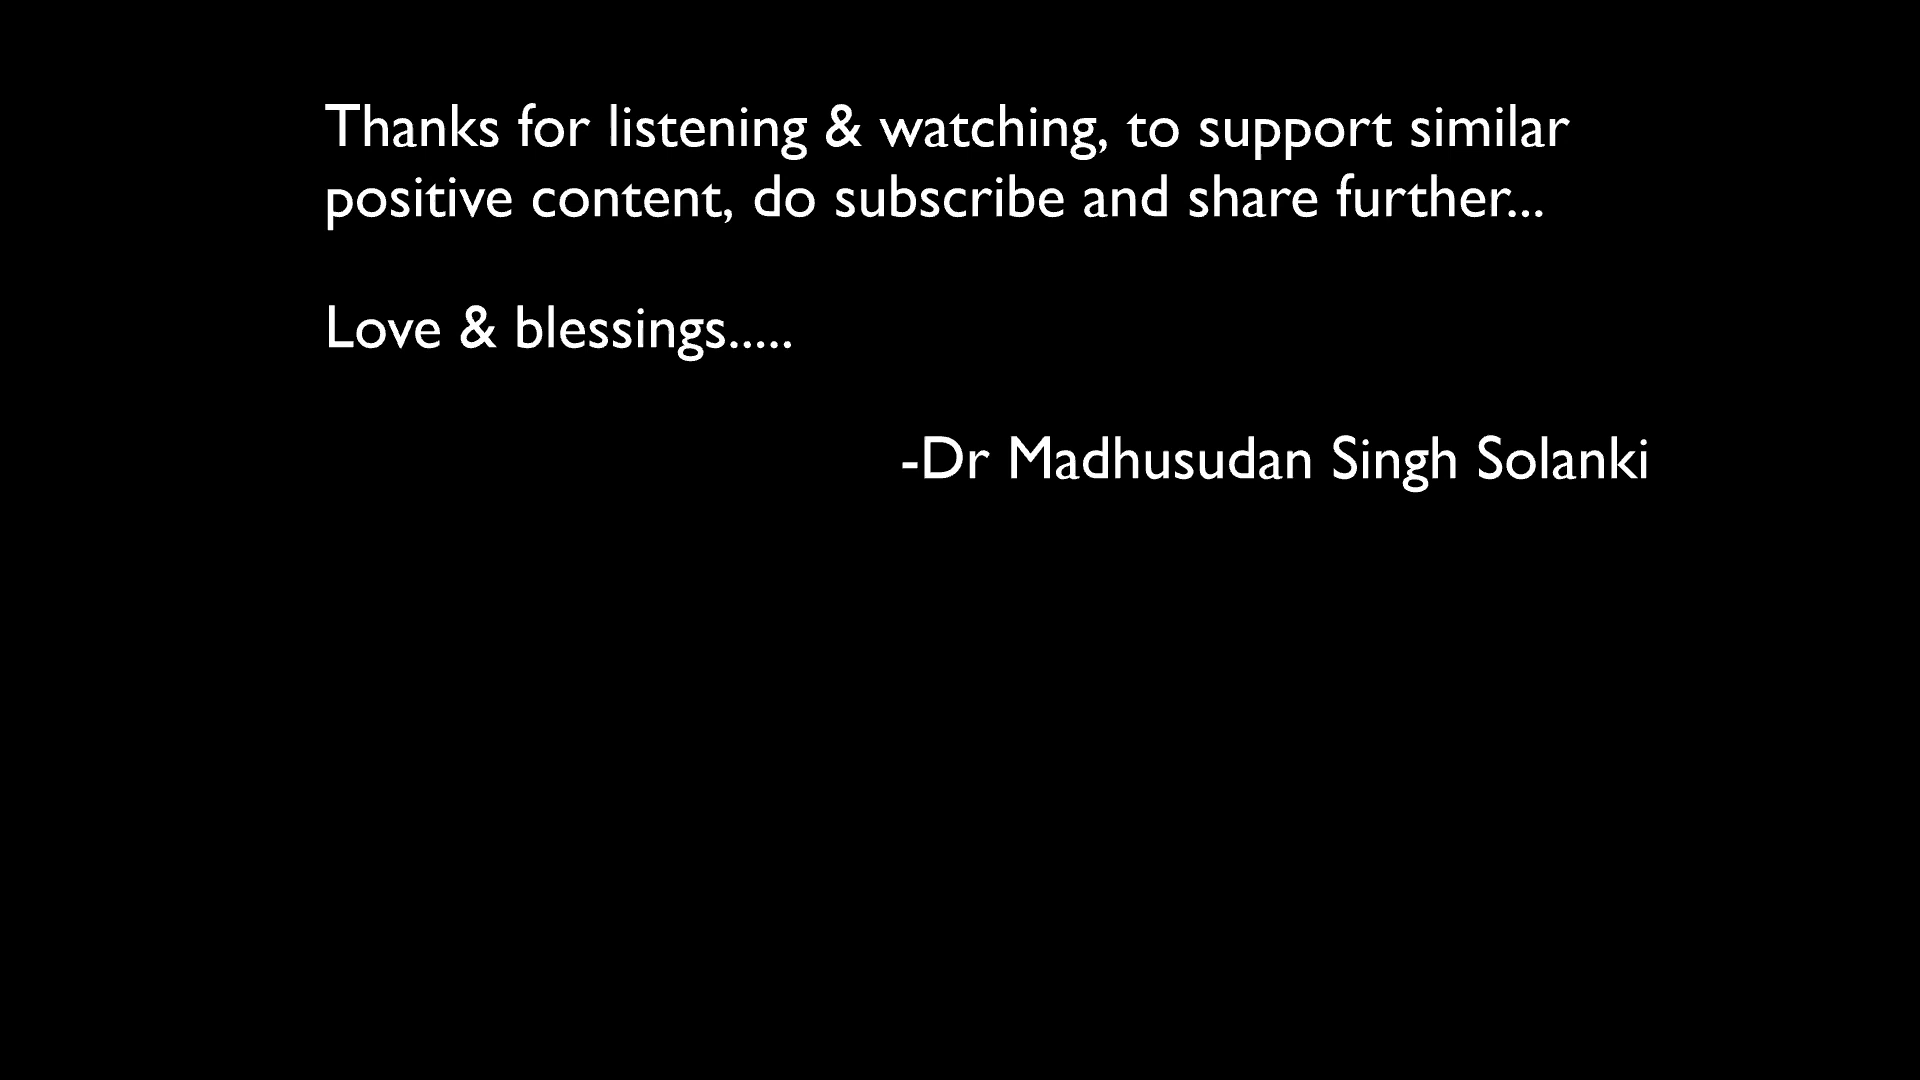 Thanks for listening & watching, to support similar
positive content, do subscribe and share further...
Love & blessings.....
-Dr Madhusudan Singh Solanki